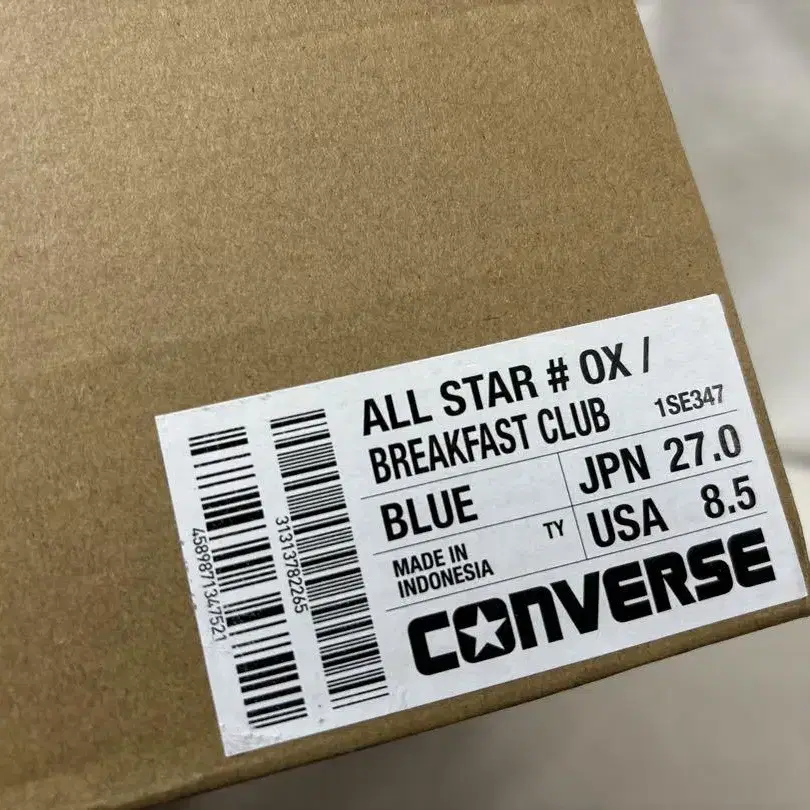 ALL STAR # OX /
BREAKFAST CLUB 1SE347
BLUE JPN 27.0
TY USA 8.5
MADE IN
INDONESIA
CONVERSE
4589871347521
31313782265